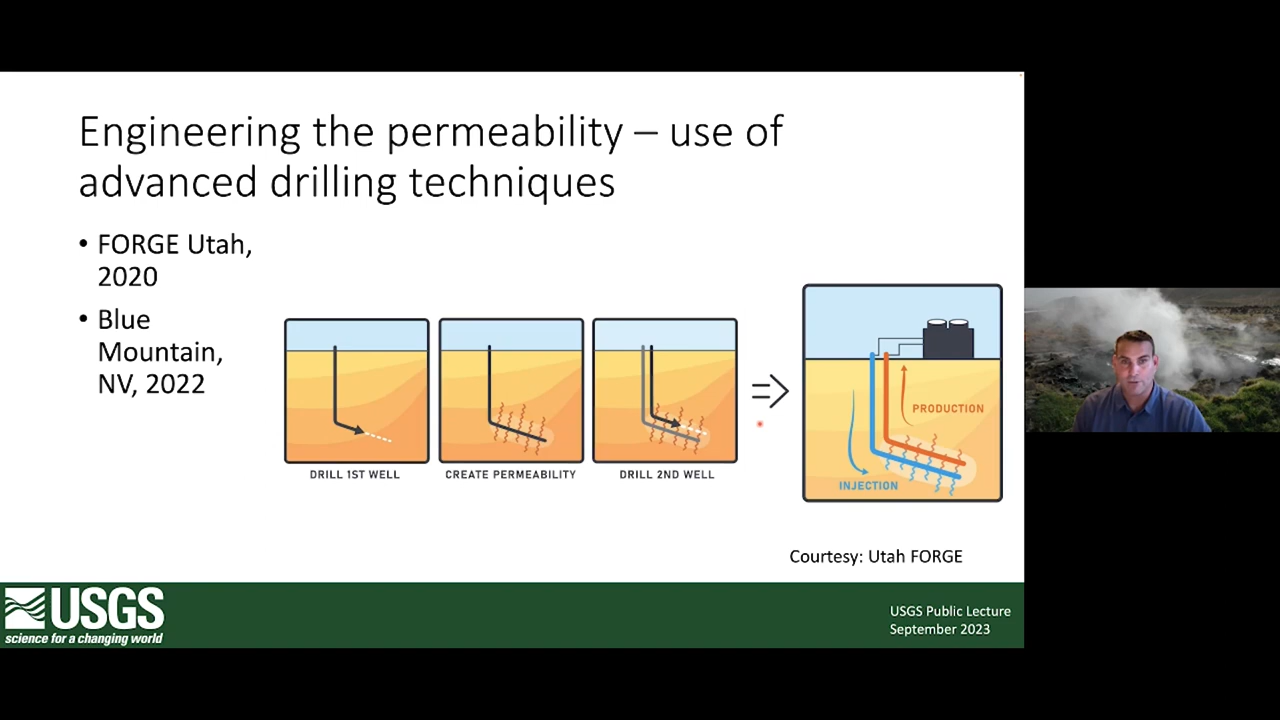 Engineering the permeability – use of
advanced drilling techniques
• FORGE Utah,
2020
• Blue
Mountain,
NV, 2022
DRILL 1ST WELL
CREATE PERMEABILITY
DRILL 2ND WELL
PRODUCTION
INJECTION
Courtesy: Utah FORGE
USGS
science for a changing world
USGS Public Lecture
September 2023